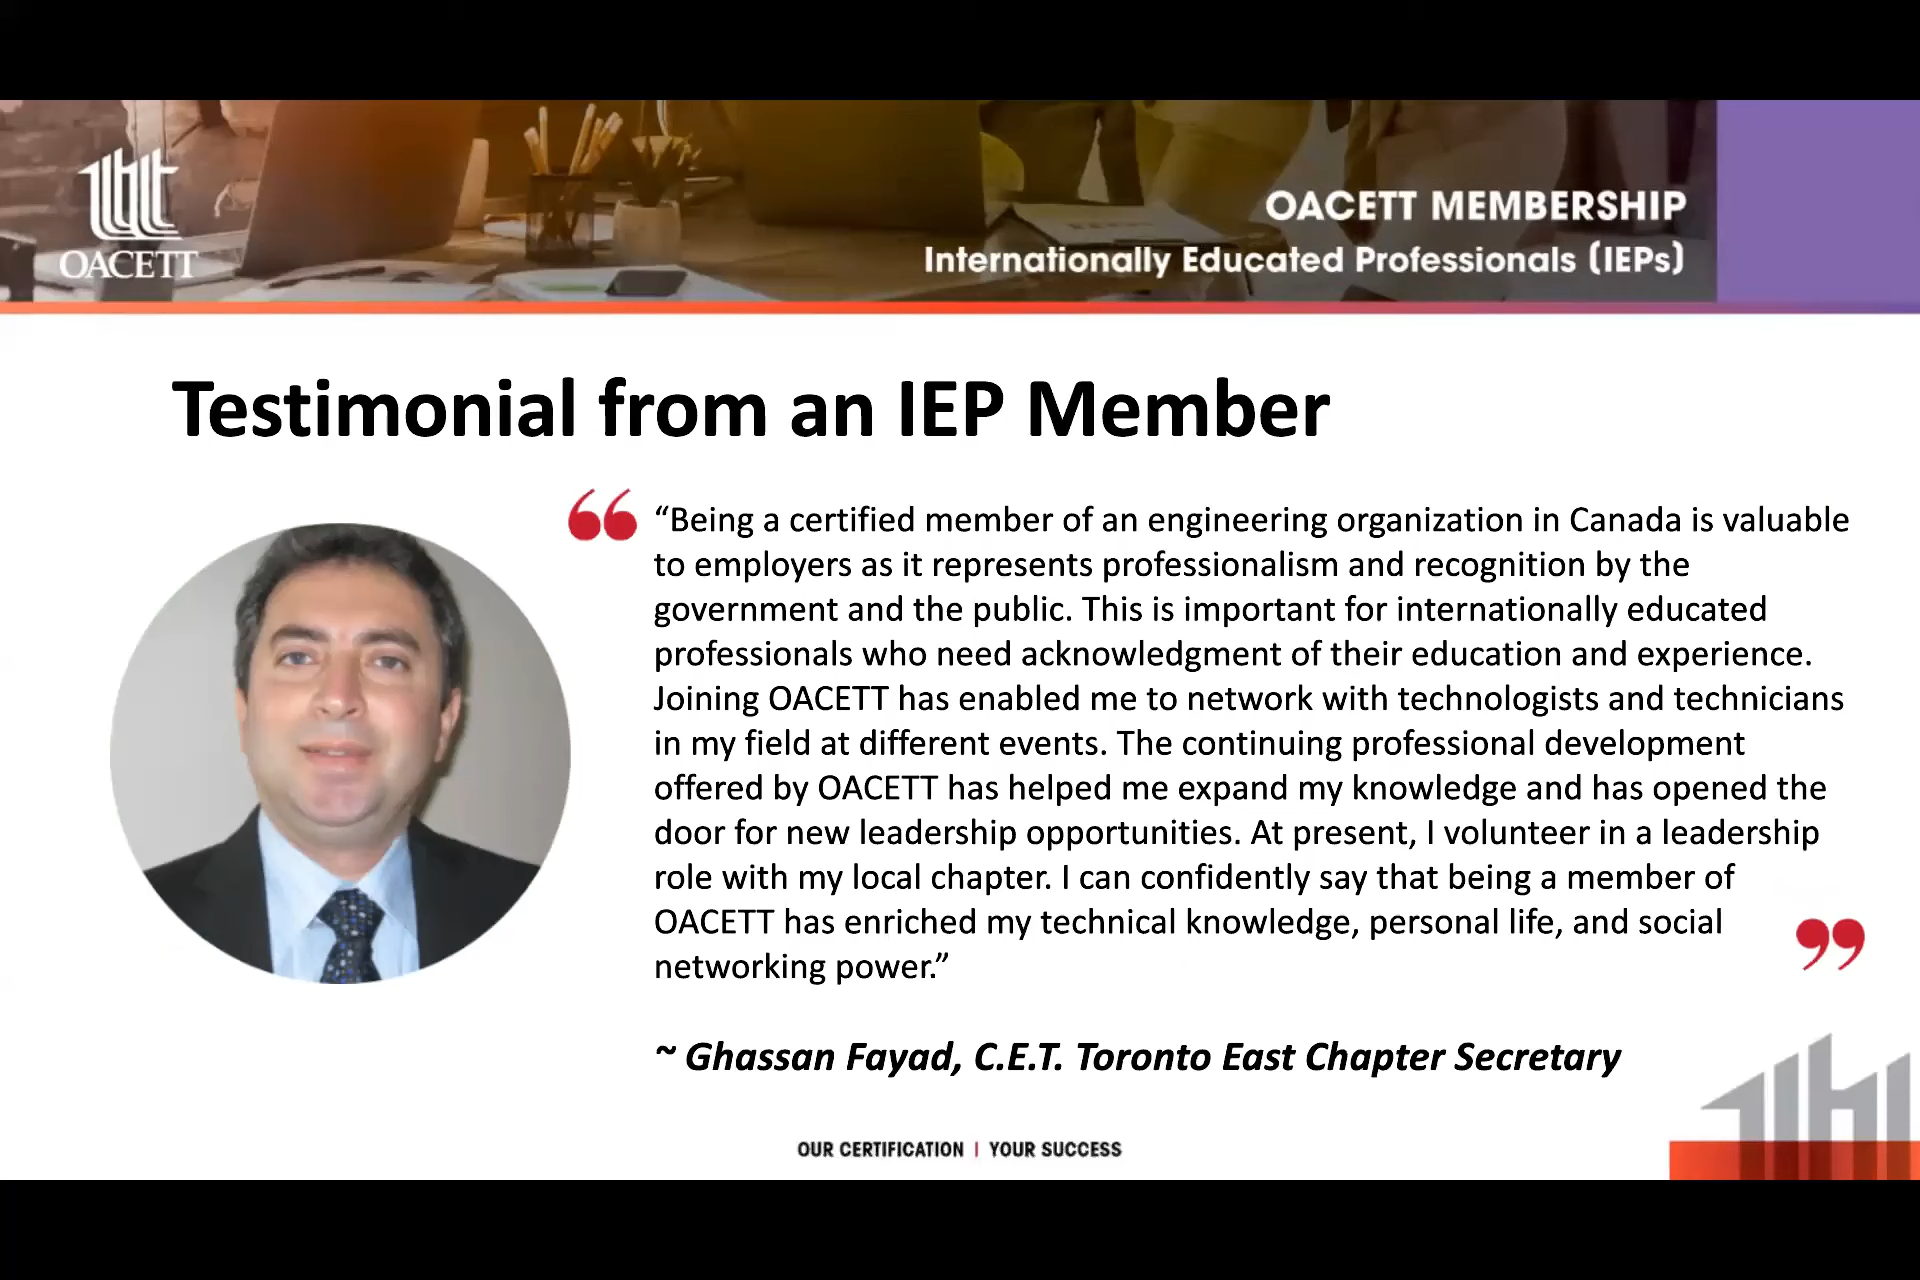 OACETT
OACETT MEMBERSHIP
Internationally Educated Professionals (IEPs)
Testimonial from an IEP Member
“Being a certified member of an engineering organization in Canada is valuable
to employers as it represents professionalism and recognition by the
government and the public. This is important for internationally educated
professionals who need acknowledgment of their education and experience.
Joining OACETT has enabled me to network with technologists and technicians
in my field at different events. The continuing professional development
offered by OACETT has helped me expand my knowledge and has opened the
door for new leadership opportunities. At present, I volunteer in a leadership
role with my local chapter. I can confidently say that being a member of
OACETT has enriched my technical knowledge, personal life, and social
networking power.”
~ Ghassan Fayad, C.E.T. Toronto East Chapter Secretary
OUR CERTIFICATION | YOUR SUCCESS